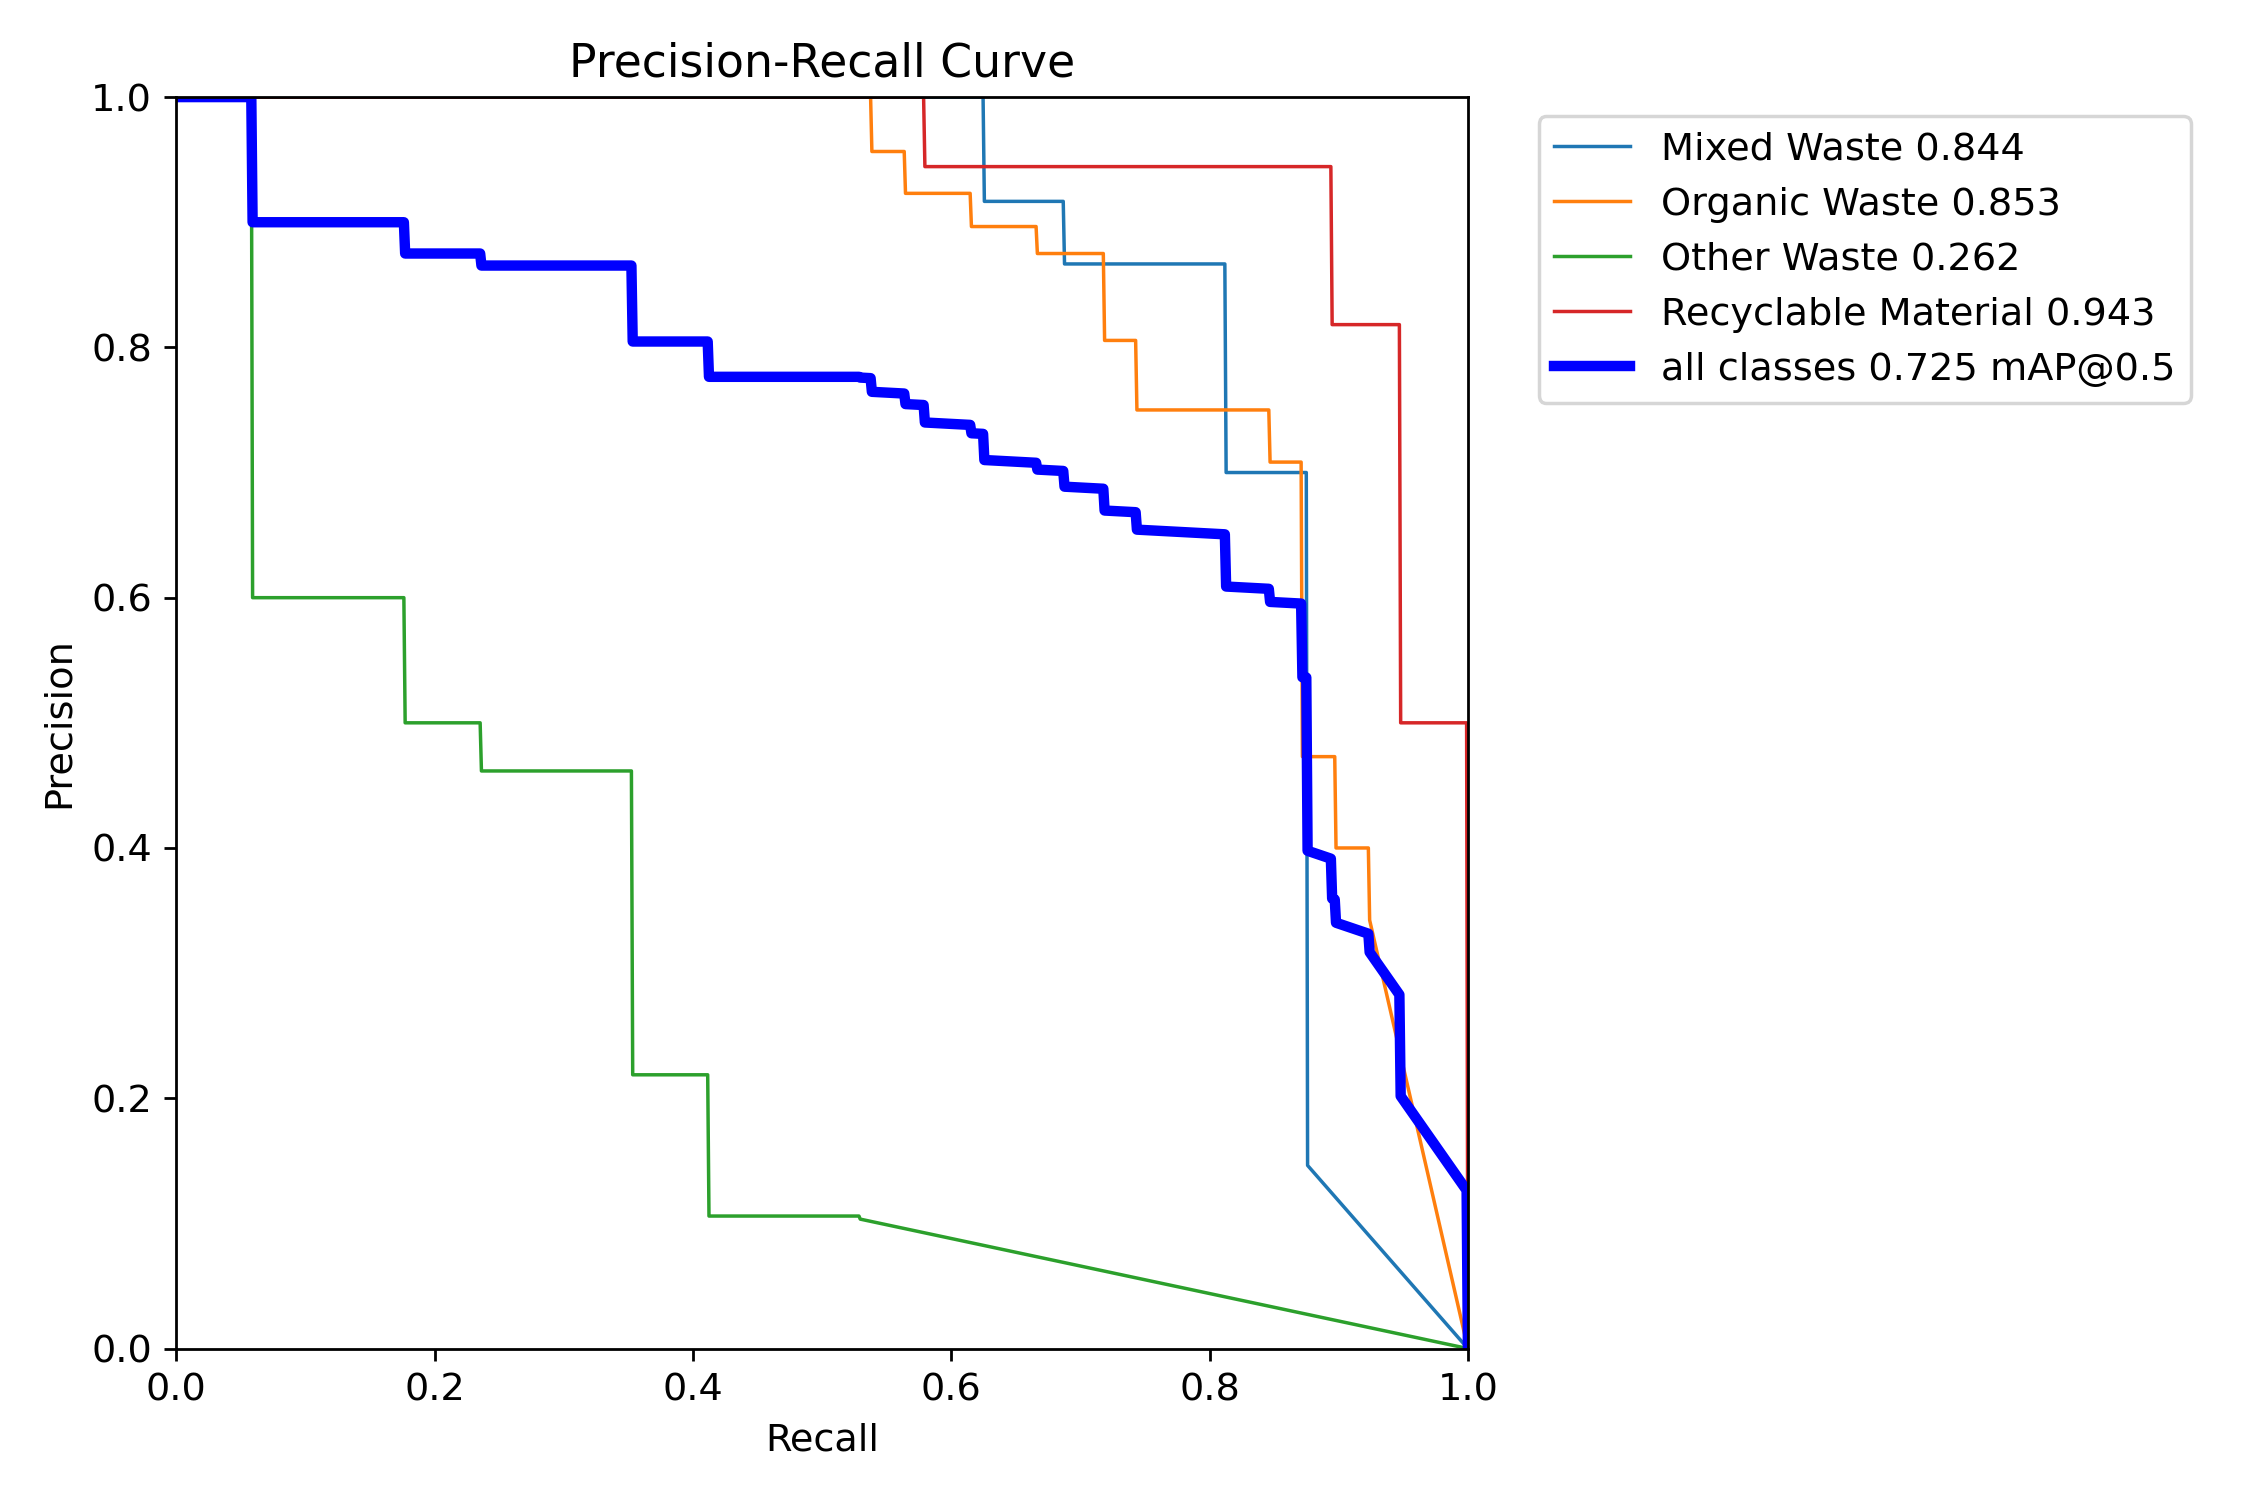 Precision-Recall Curve
1.0
0.8
0.6
0.4
0.2
0.0
Precision
0.0 0.2 0.4 0.6 0.8 1.0
Recall
Mixed Waste 0.844
Organic Waste 0.853
Other Waste 0.262
Recyclable Material 0.943
all classes 0.725 mAP@0.5